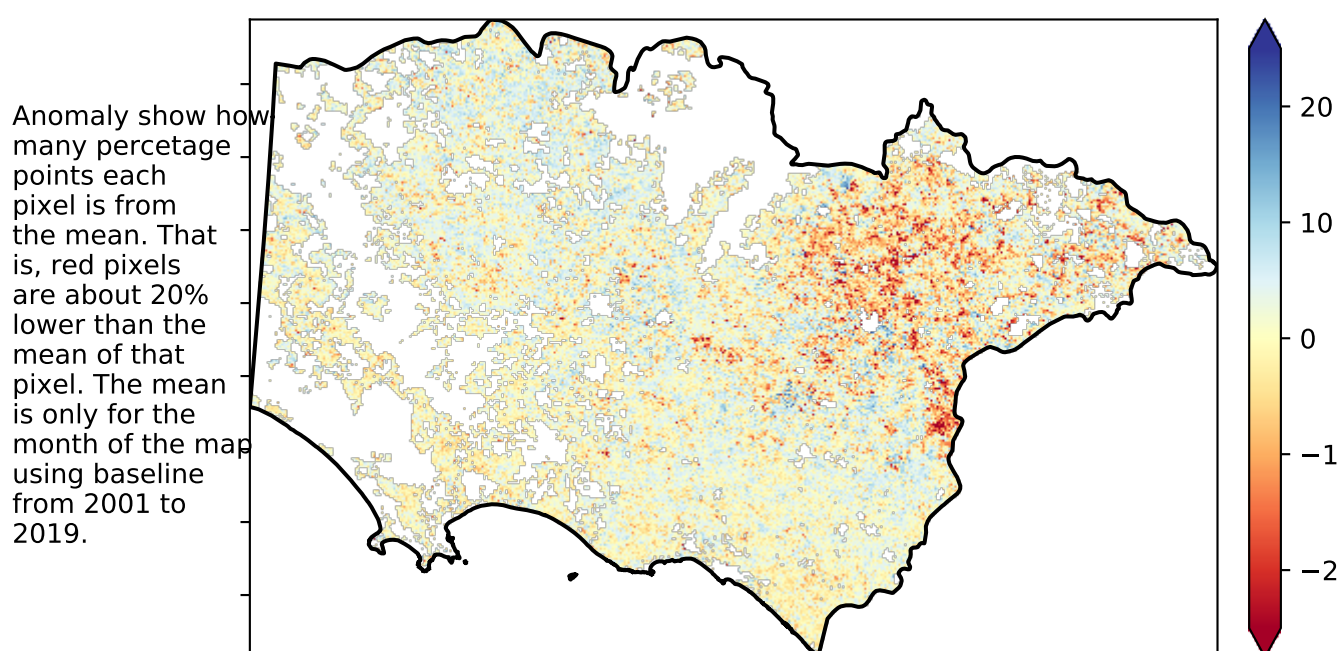 Anomaly show how
many percetage
points each
pixel is from
the mean. That
is, red pixels
are about 20%
lower than the
mean of that
pixel. The mean
is only for the
month of the map
using baseline
from 2001 to
2019.
20
10
0
−1
−2